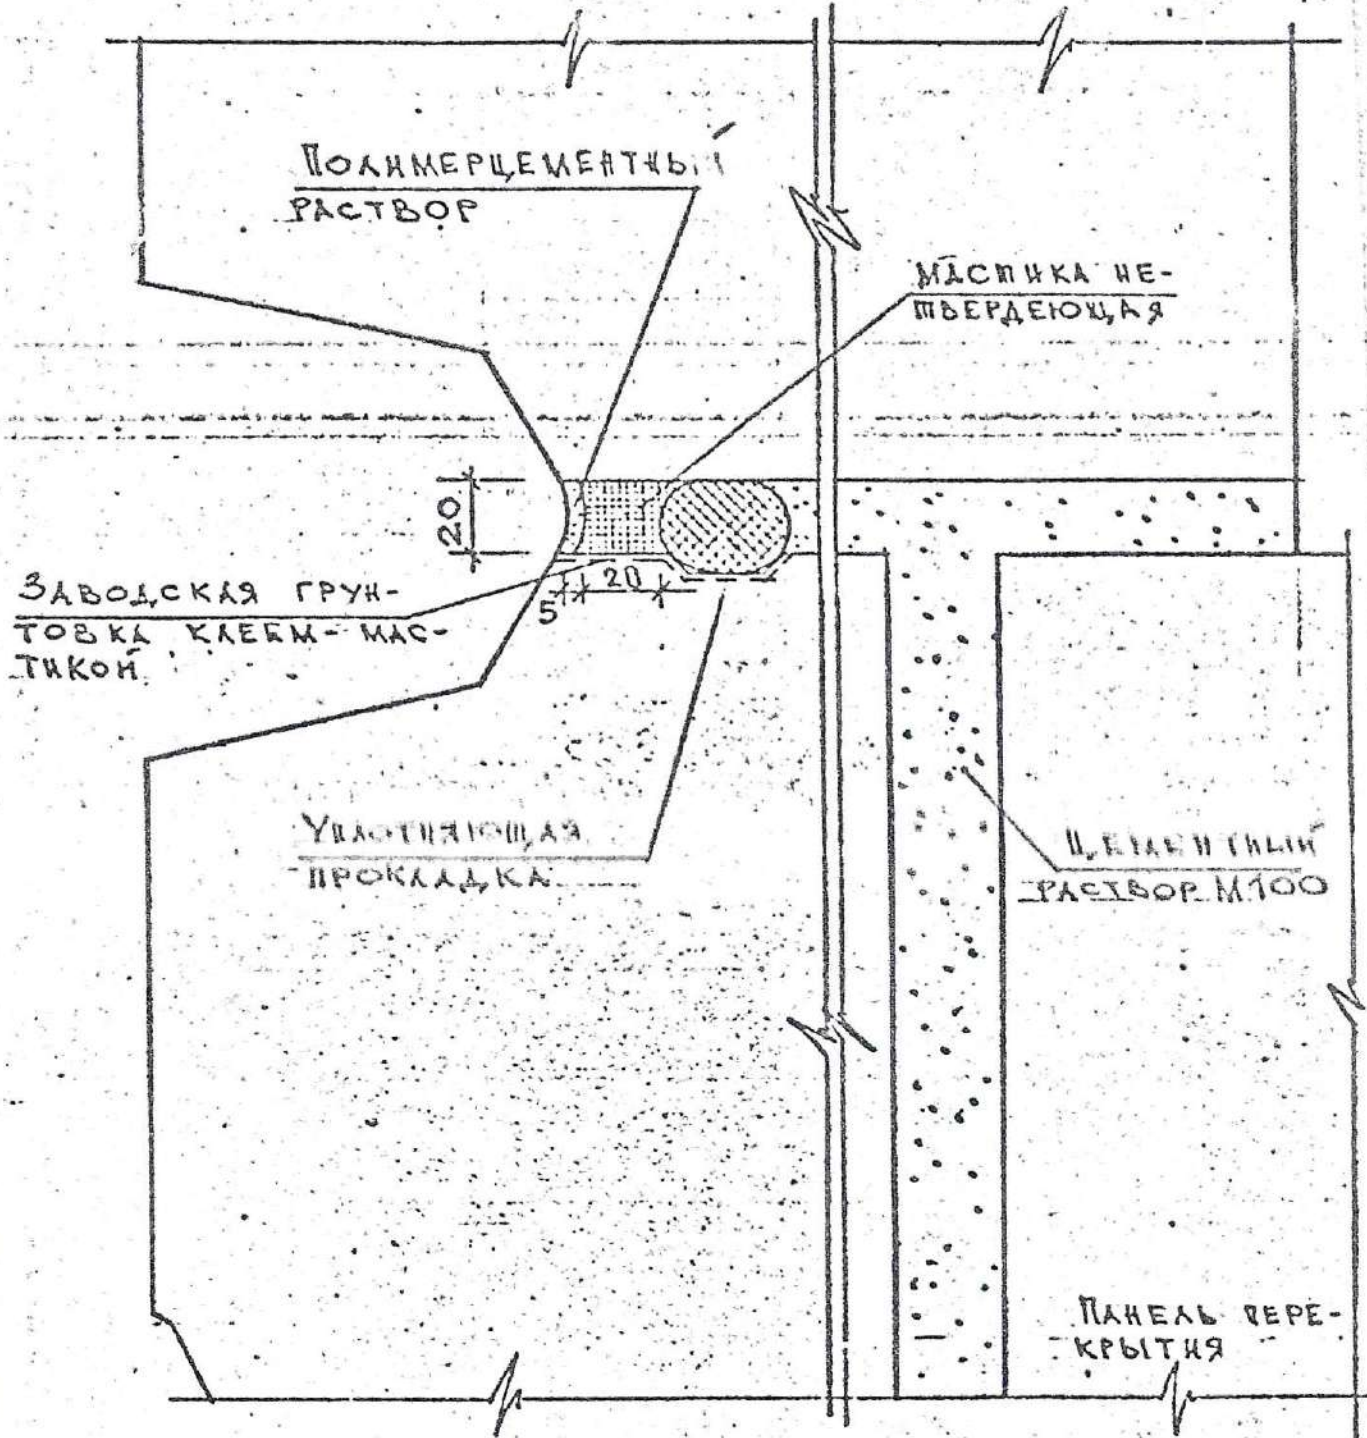 ПОЛИМЕРЦЕМЕНТНЫЙ
РАСТВОР
МАСТИКА НЕ-
ТВЕРДЕЮЩАЯ
20
ЗАВОДСКАЯ ГРУН-
ТОВКА КЛЕЕМ-МАС-
ТИКОЙ
5
20
УПЛОТНЯЮЩАЯ
ПРОКЛАДКА
ЦЕМЕНТНЫЙ
РАСТВОР М100
ПАНЕЛЬ ПЕРЕ-
КРЫТИЯ